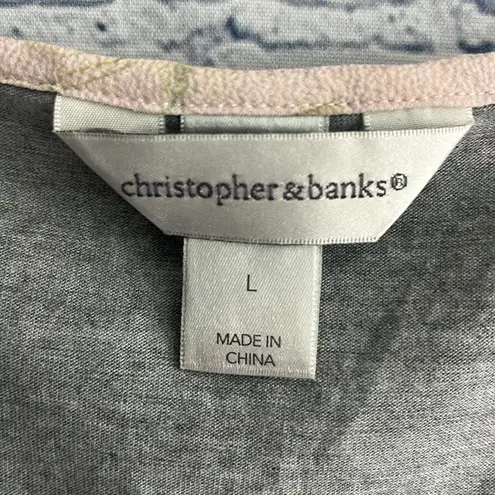 christopher & banks®
L
MADE IN
CHINA